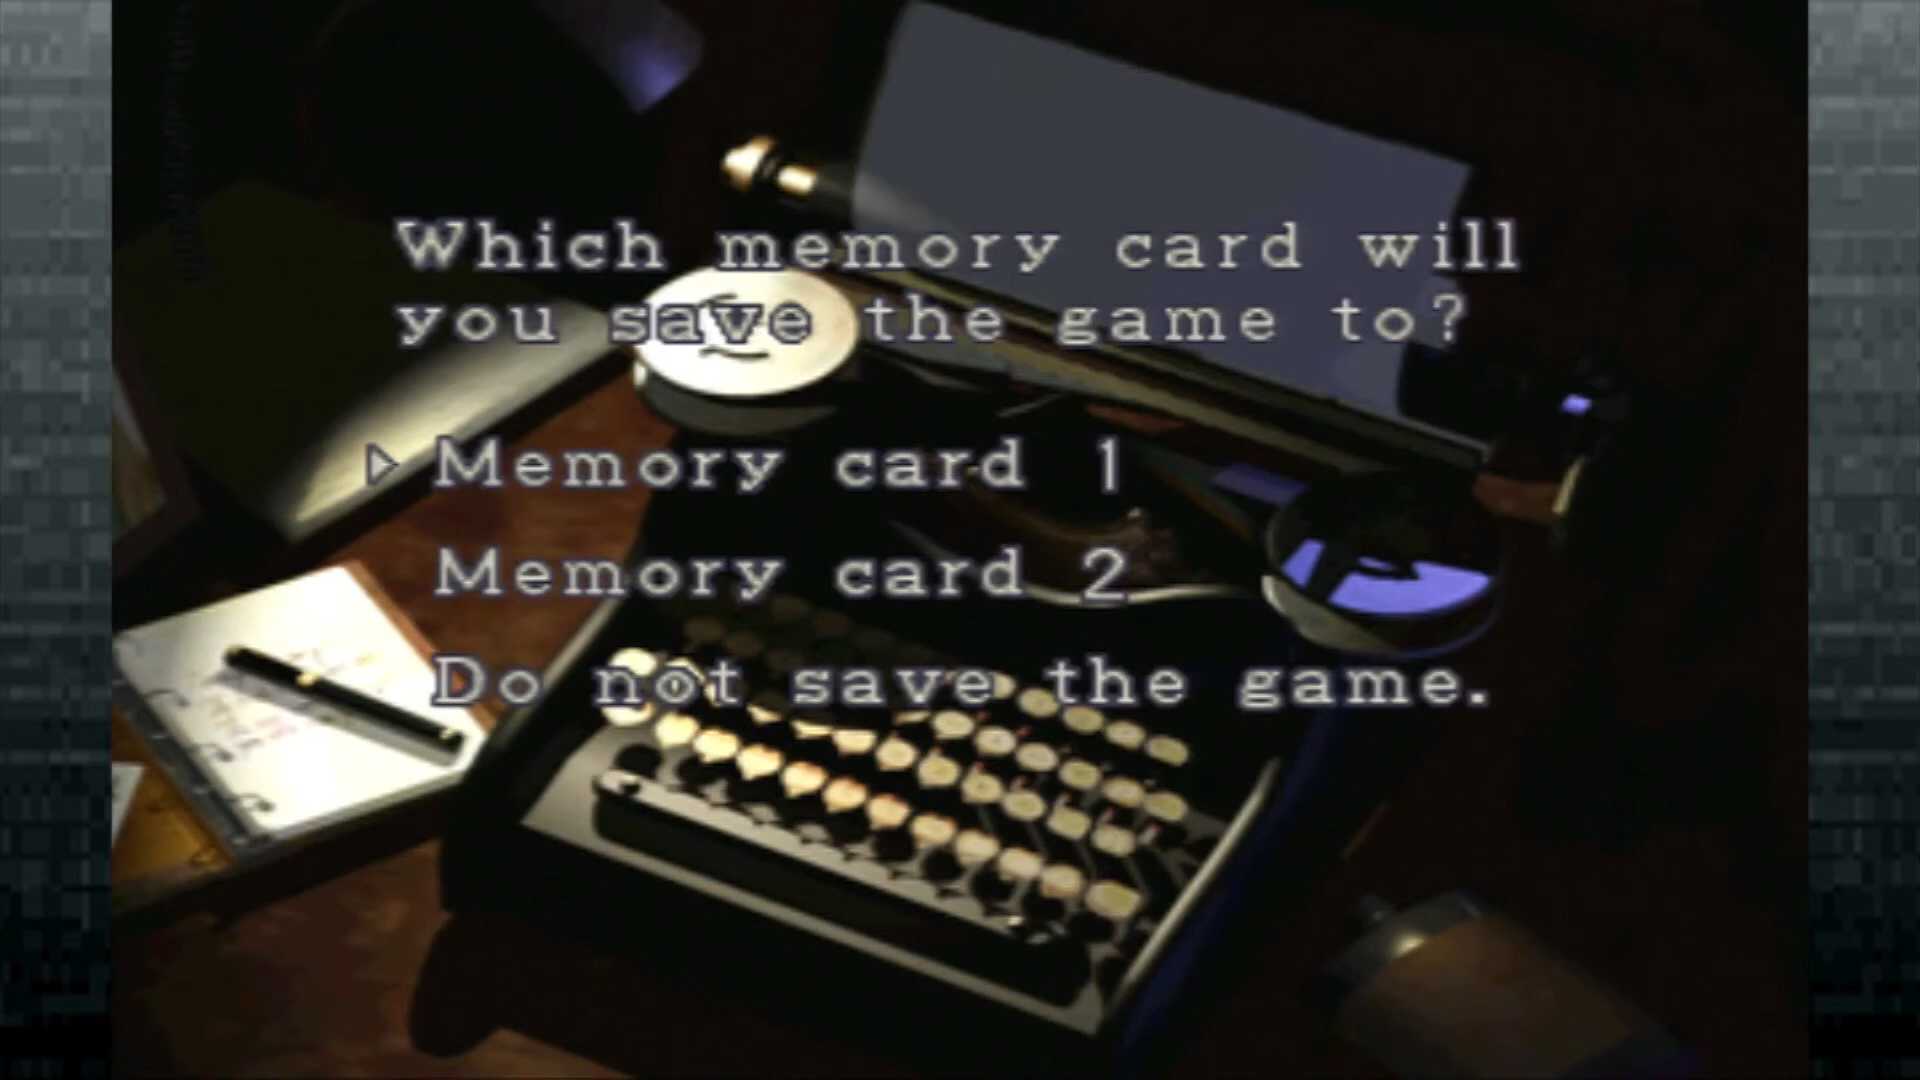 Which memory card will
you save the game to?
Memory card 1
Memory card 2
Do not save the game.